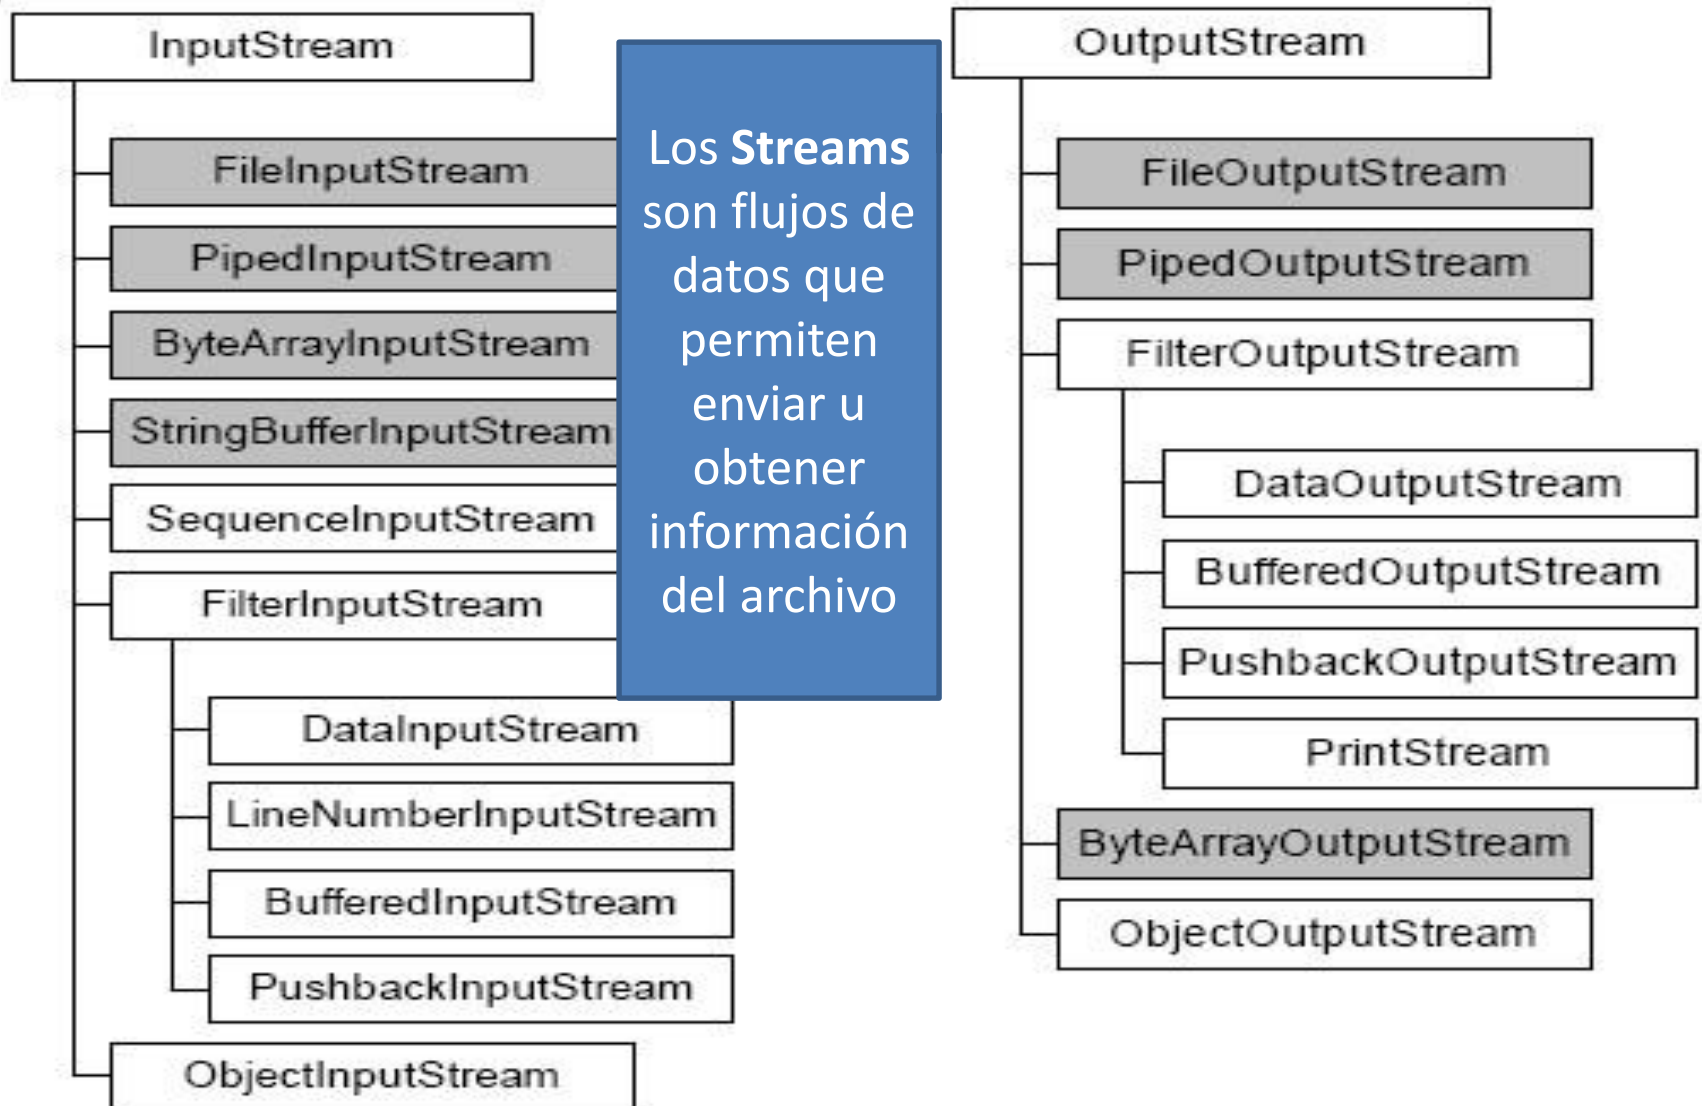 InputStream
FileInputStream
PipedInputStream
ByteArrayInputStream
StringBufferInputStream
SequenceInputStream
FilterInputStream
DataInputStream
LineNumberInputStream
BufferedInputStream
PushbackInputStream
ObjectInputStream
Los Streams
son flujos de
datos que
permiten
enviar u
obtener
información
del archivo
OutputStream
FileOutputStream
PipedOutputStream
FilterOutputStream
DataOutputStream
BufferedOutputStream
PushbackOutputStream
PrintStream
ByteArrayOutputStream
ObjectOutputStream